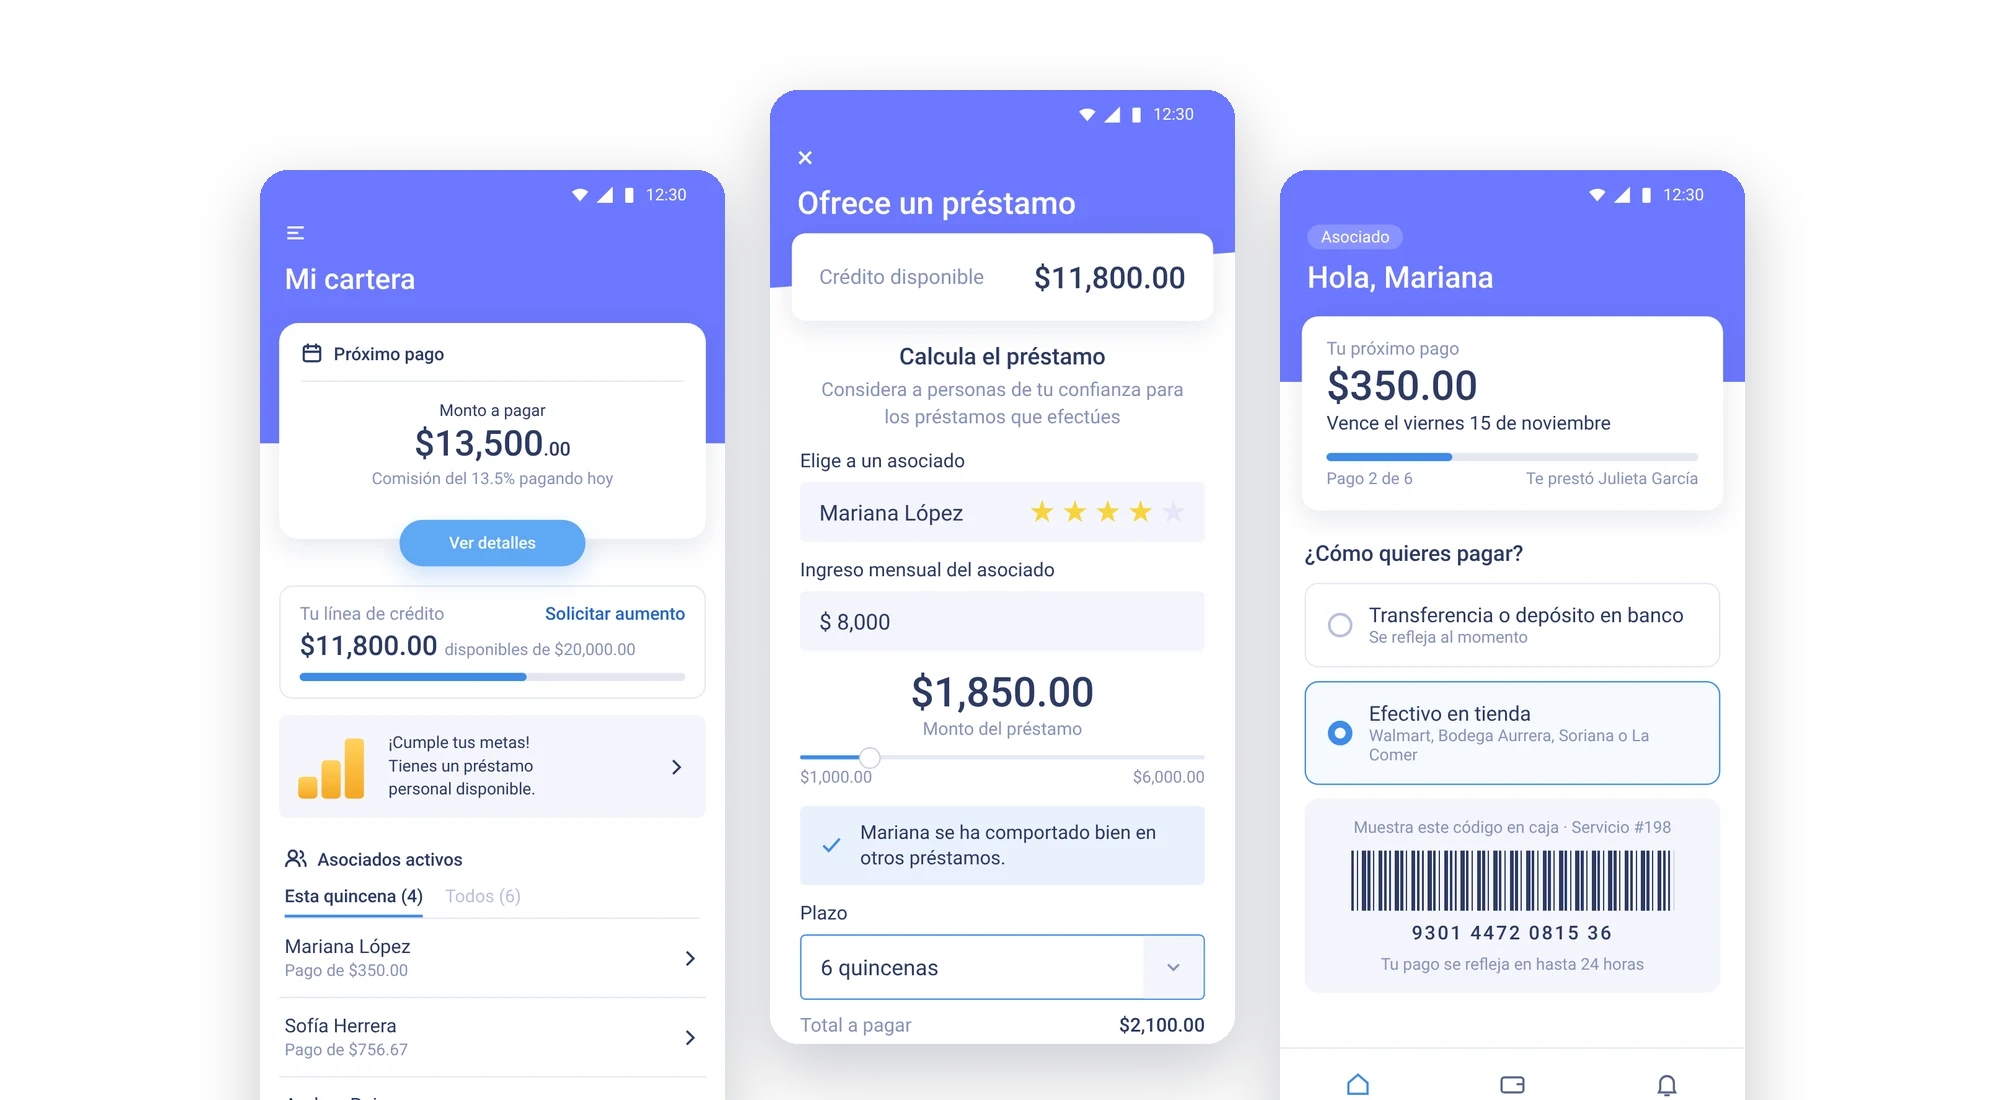 12:30
Mi cartera
Próximo pago
Monto a pagar
$13,500.00
Comisión del 13.5% pagando hoy
Ver detalles
Tu línea de crédito
Solicitar aumento
$11,800.00 disponibles de $20,000.00
¡Cumple tus metas!
Tienes un préstamo
personal disponible.
Asociados activos
Esta quincena (4)
Todos (6)
Mariana López
Pago de $350.00
Sofía Herrera
Pago de $756.67
12:30
Ofrece un préstamo
Crédito disponible
$11,800.00
Calcula el préstamo
Considera a personas de tu confianza para
los préstamos que efectúes
Elige a un asociado
Mariana López
Ingreso mensual del asociado
$ 8,000
$1,850.00
Monto del préstamo
$1,000.00
$6,000.00
Mariana se ha comportado bien en
otros préstamos.
Plazo
6 quincenas
Total a pagar
$2,100.00
12:30
Asociado
Hola, Mariana
Tu próximo pago
$350.00
Vence el viernes 15 de noviembre
Pago 2 de 6
Te prestó Julieta García
¿Cómo quieres pagar?
Transferencia o depósito en banco
Se refleja al momento
Efectivo en tienda
Walmart, Bodega Aurrera, Soriana o La
Comer
Muestra este código en caja · Servicio #198
9301 4472 0815 36
Tu pago se refleja en hasta 24 horas